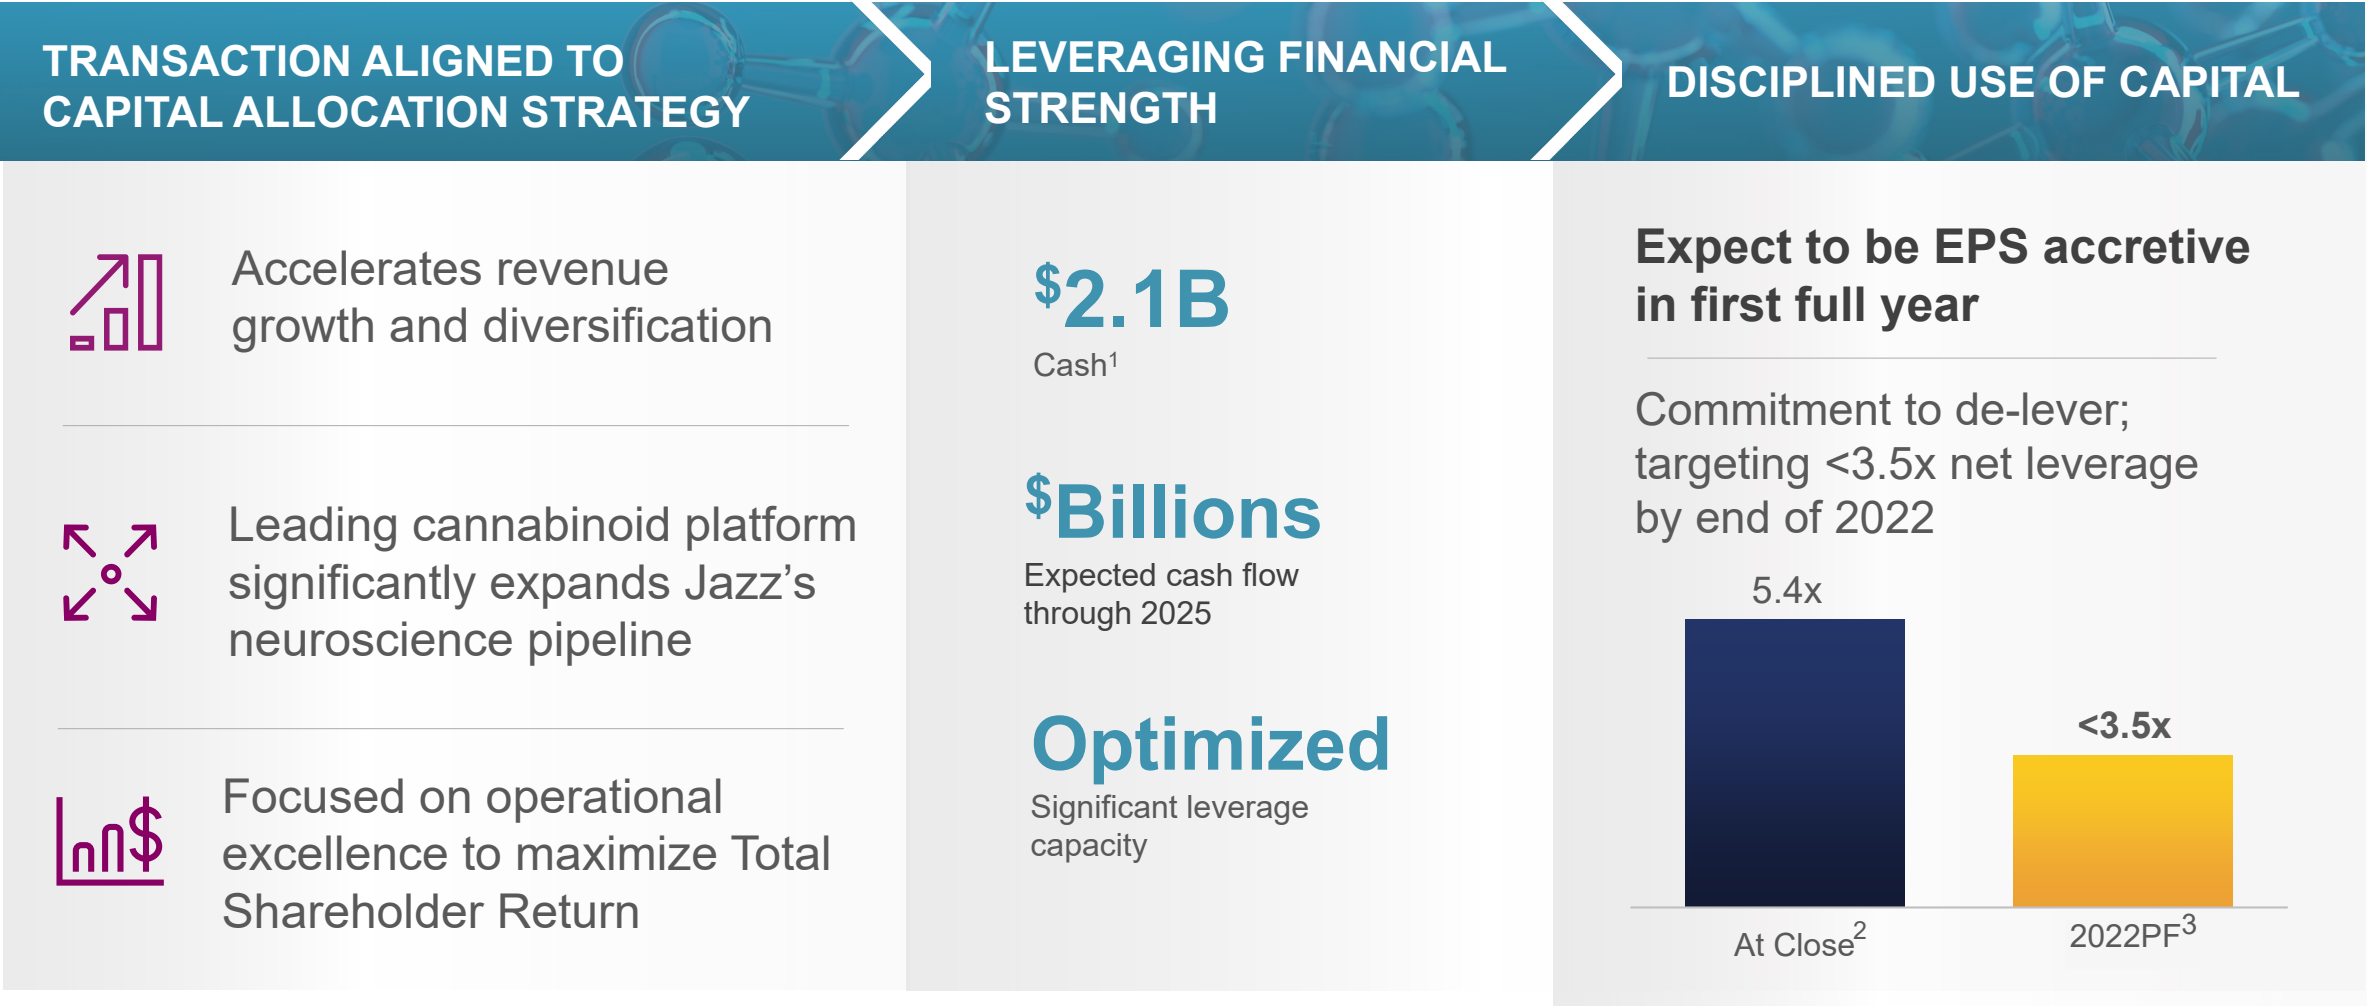 TRANSACTION ALIGNED TO
CAPITAL ALLOCATION STRATEGY
Accelerates revenue
growth and diversification
Leading cannabinoid platform
significantly expands Jazz’s
neuroscience pipeline
Focused on operational
excellence to maximize Total
Shareholder Return
LEVERAGING FINANCIAL
STRENGTH
$2.1B
Cash1
$Billions
Expected cash flow
through 2025
Optimized
Significant leverage
capacity
DISCIPLINED USE OF CAPITAL
Expect to be EPS accretive
in first full year
Commitment to de-lever;
targeting <3.5x net leverage
by end of 2022
5.4x
<3.5x
At Close2
2022PF3